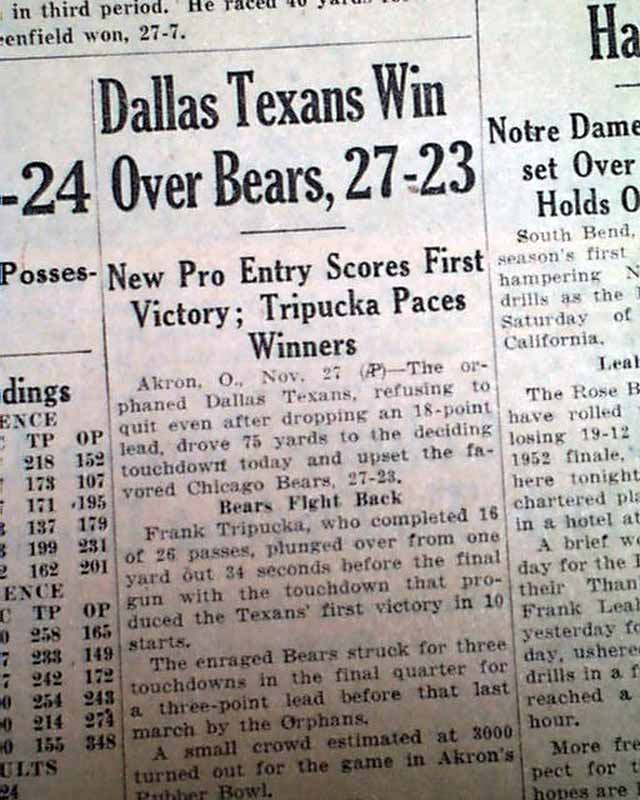 in third period. He raced 40 yards
enfield won, 27-7.
-24
Posses-
dings
ENCE
TP OP
218 152
173 107
171 195
137 179
199 231
162 201
ENCE
TP OP
258 165
233 149
242 172
254 243
214 274
155 348
ULTS
24
Dallas Texans Win
Over Bears, 27-23
New Pro Entry Scores First
Victory; Tripucka Paces
Winners
Akron, O., Nov. 27 (AP)—The or-
phaned Dallas Texans, refusing to
quit even after dropping an 18-point
lead, drove 75 yards to the deciding
touchdown today and upset the fa-
vored Chicago Bears, 27-23.
Bears Fight Back
Frank Tripucka, who completed 16
of 26 passes, plunged over from one
yard out 34 seconds before the final
gun with the touchdown that pro-
duced the Texans' first victory in 10
starts.
The enraged Bears struck for three
touchdowns in the final quarter for
a three-point lead before that last
march by the Orphans.
A small crowd estimated at 3000
turned out for the game in Akron's
Rubber Bowl.
Ha
Notre Dame
set Over
Holds O
South Bend,
season's first
hampering N
drills as the
Saturday of
California.
Leal
The Rose B
have rolled
losing 19-12
1952 finale,
here tonight
chartered pla
in a hotel at
A brief wo
day for the I
their Than
Frank Leal
yesterday fo
day, ushere
drills in a f
reached a
hour.
More fre
pect for t
hopes are